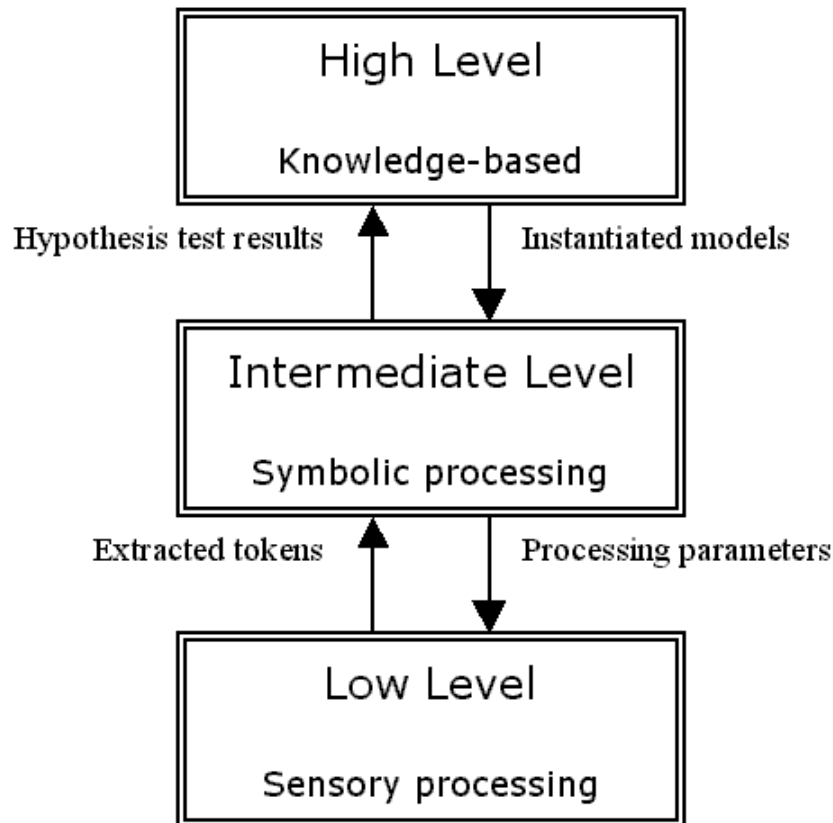 High Level
Knowledge-based
Hypothesis test results
Instantiated models
Intermediate Level
Symbolic processing
Extracted tokens
Processing parameters
Low Level
Sensory processing